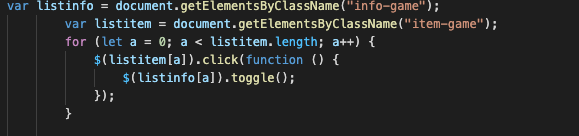 var listinfo = document.getElementsByClassName("info-game");
var listitem = document.getElementsByClassName("item-game");
for (let a = 0; a < listitem.length; a++) {
$(listitem[a]).click(function () {
$(listinfo[a]).toggle();
});
}